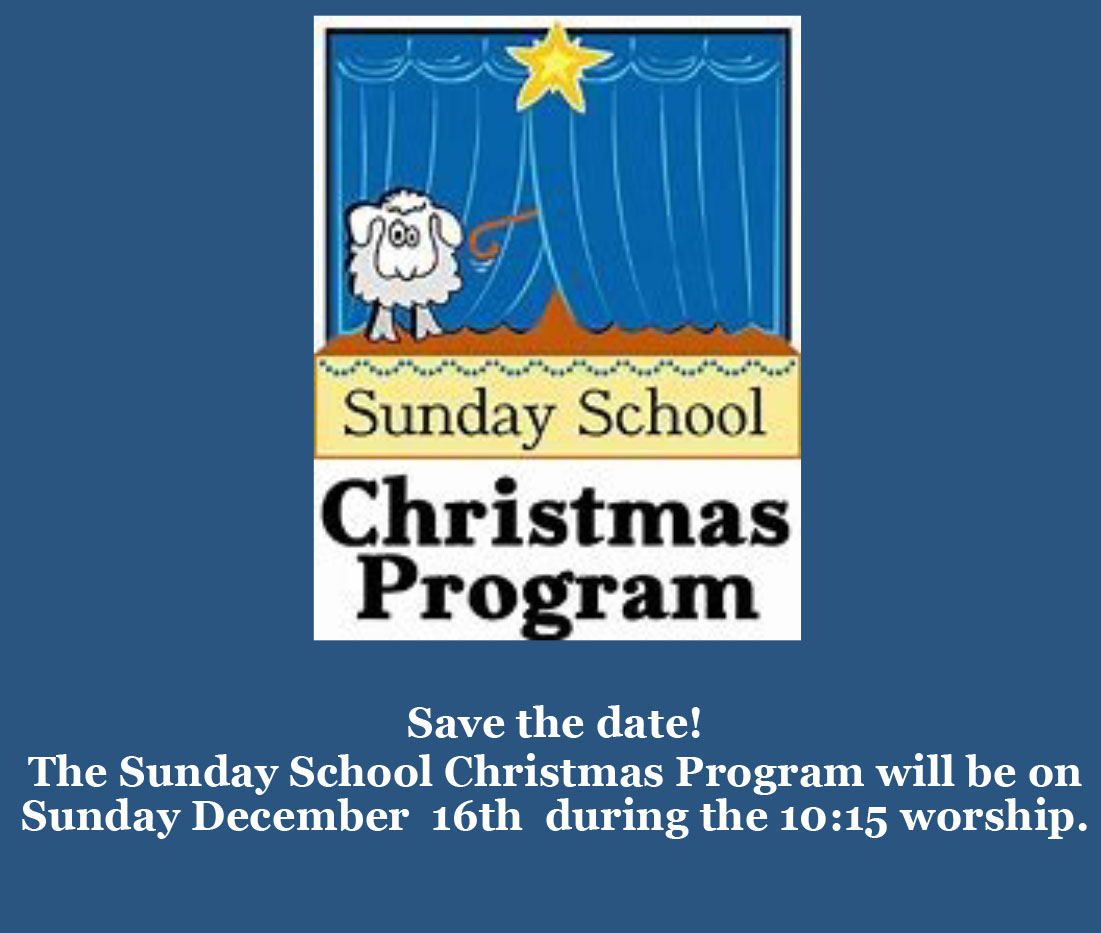 Sunday School
Christmas
Program
Save the date!
The Sunday School Christmas Program will be on
Sunday December 16th during the 10:15 worship.